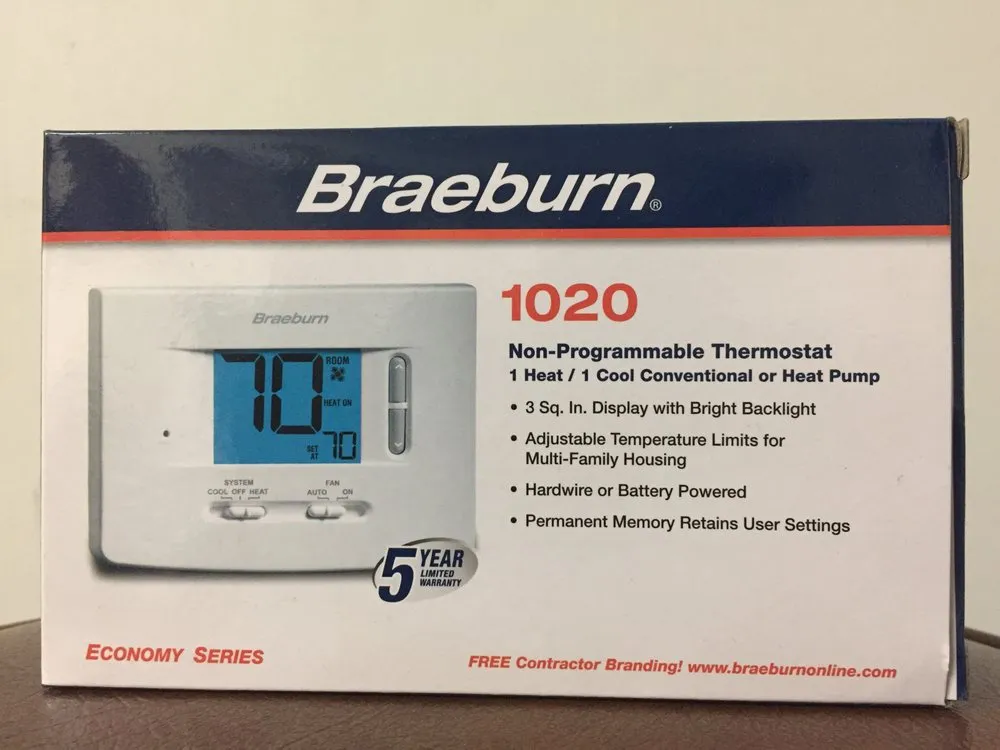 Braeburn®
1020
Non-Programmable Thermostat
1 Heat / 1 Cool Conventional or Heat Pump
• 3 Sq. In. Display with Bright Backlight
• Adjustable Temperature Limits for
Multi-Family Housing
• Hardwire or Battery Powered
• Permanent Memory Retains User Settings
Braeburn
70 ROOM
HEAT ON
SET AT 70
SYSTEM
COOL OFF HEAT
FAN
AUTO ON
5 YEAR
LIMITED
WARRANTY
ECONOMY SERIES
FREE Contractor Branding! www.braeburnonline.com